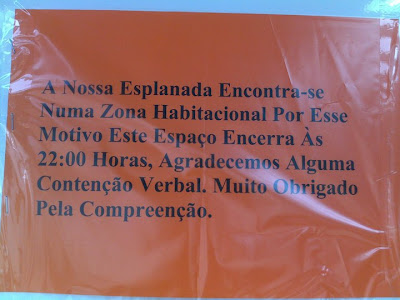 A Nossa Esplanada Encontra-se
Numa Zona Habitacional Por Esse
Motivo Este Espaço Encerra Às
22:00 Horas, Agradecemos Alguma
Contenção Verbal. Muito Obrigado
Pela Compreenção.